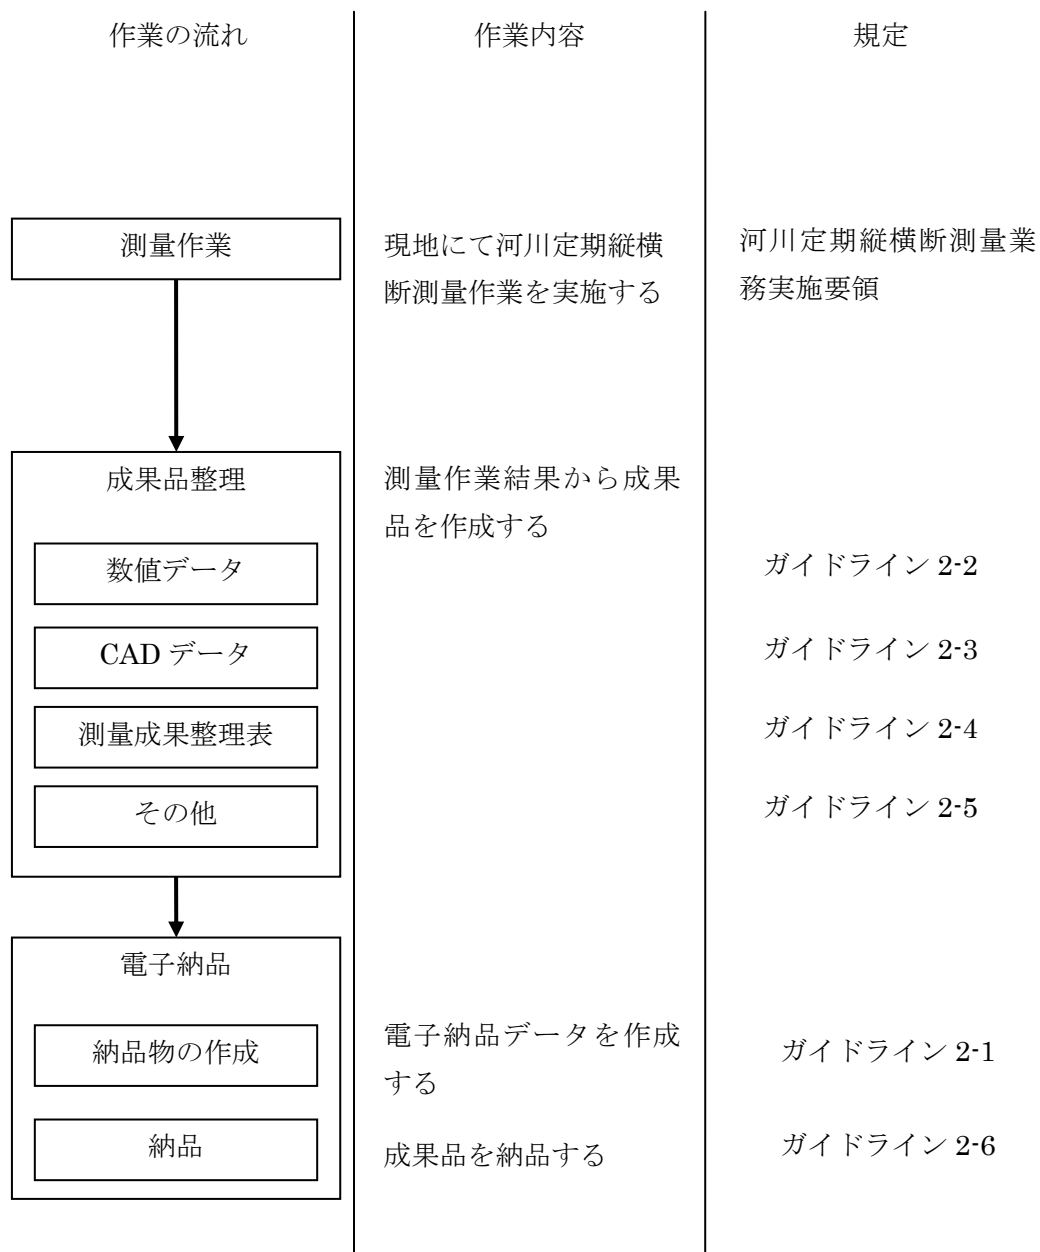 作業の流れ
作業内容
規定
測量作業
現地にて河川定期縦横
断測量作業を実施する
河川定期縦横断測量業
務実施要領
成果品整理
測量作業結果から成果
品を作成する
数値データ
ガイドライン 2-2
CAD データ
ガイドライン 2-3
測量成果整理表
ガイドライン 2-4
その他
ガイドライン 2-5
電子納品
納品物の作成
電子納品データを作成
する
ガイドライン 2-1
納品
成果品を納品する
ガイドライン 2-6